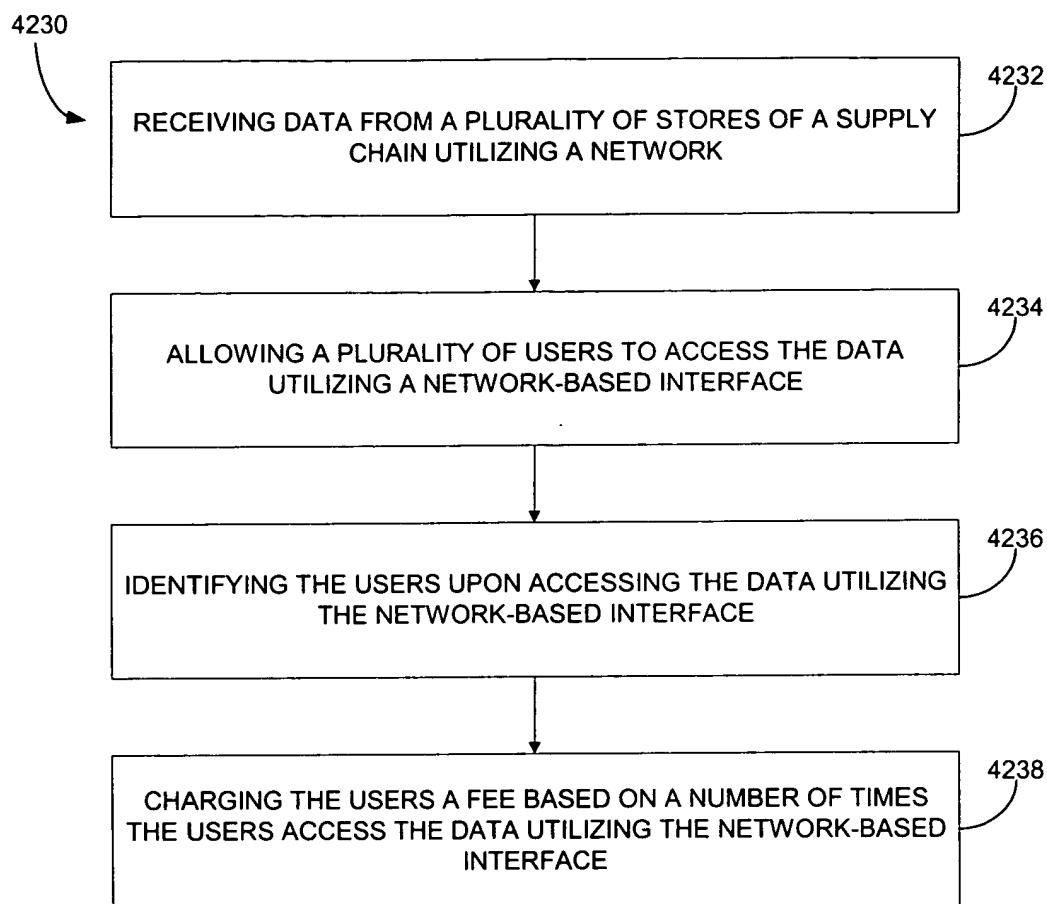 4230
4232
RECEIVING DATA FROM A PLURALITY OF STORES OF A SUPPLY
CHAIN UTILIZING A NETWORK
4234
ALLOWING A PLURALITY OF USERS TO ACCESS THE DATA
UTILIZING A NETWORK-BASED INTERFACE
4236
IDENTIFYING THE USERS UPON ACCESSING THE DATA UTILIZING
THE NETWORK-BASED INTERFACE
4238
CHARGING THE USERS A FEE BASED ON A NUMBER OF TIMES
THE USERS ACCESS THE DATA UTILIZING THE NETWORK-BASED
INTERFACE